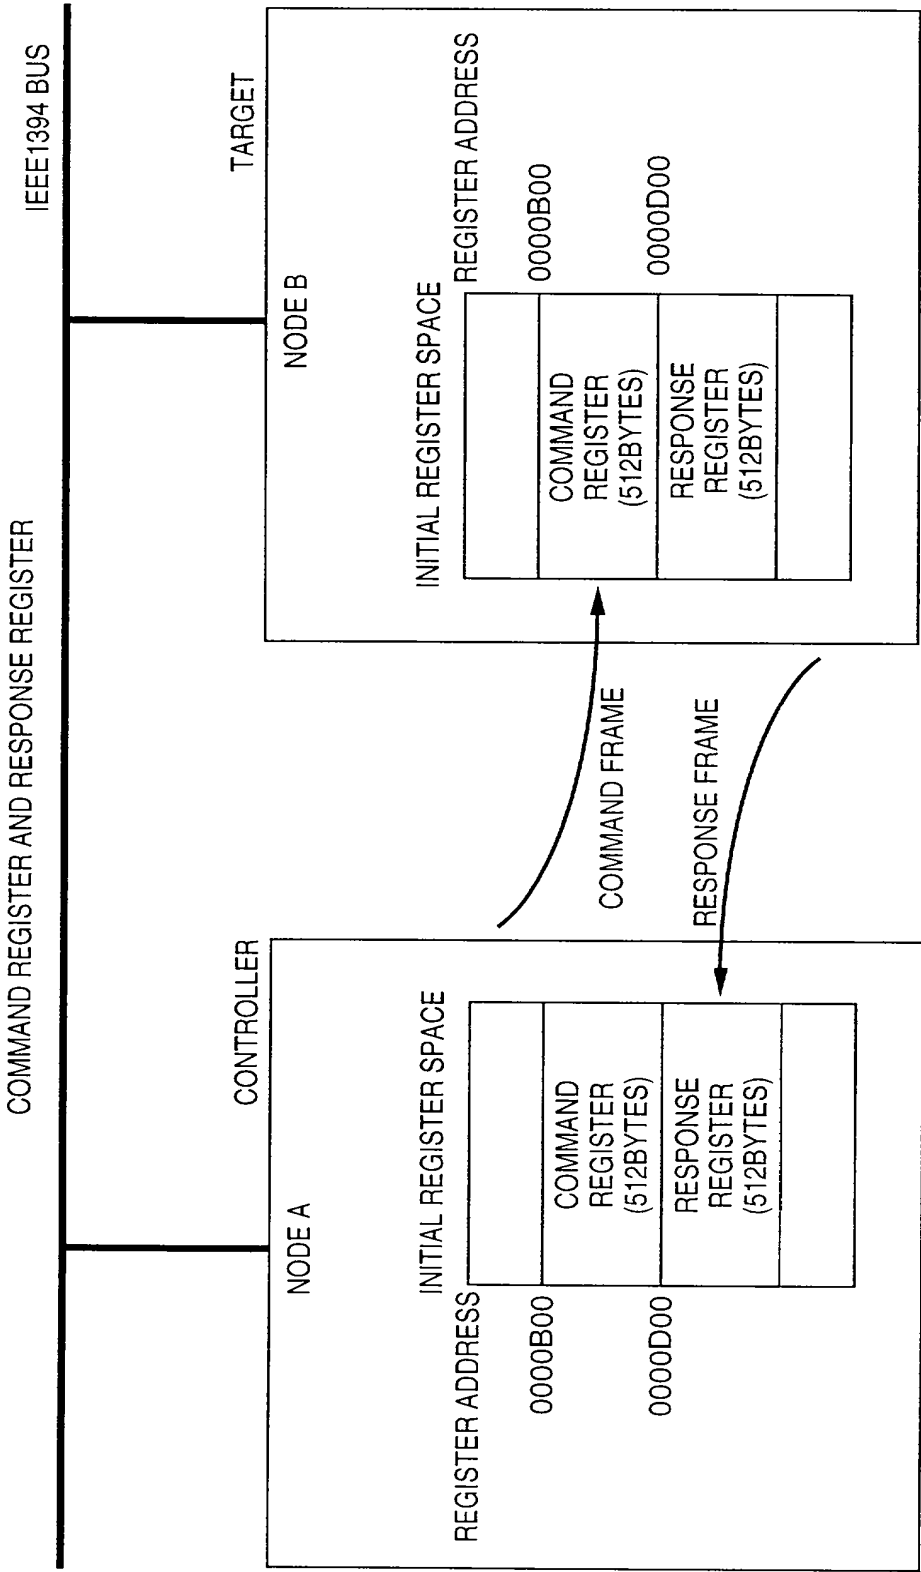 COMMAND REGISTER AND RESPONSE REGISTER
IEEE1394 BUS
CONTROLLER
NODE A
INITIAL REGISTER SPACE
REGISTER ADDRESS
0000B00
0000D00
COMMAND
REGISTER
(512BYTES)
RESPONSE
REGISTER
(512BYTES)
COMMAND FRAME
RESPONSE FRAME
TARGET
NODE B
INITIAL REGISTER SPACE
REGISTER ADDRESS
0000B00
0000D00
COMMAND
REGISTER
(512BYTES)
RESPONSE
REGISTER
(512BYTES)